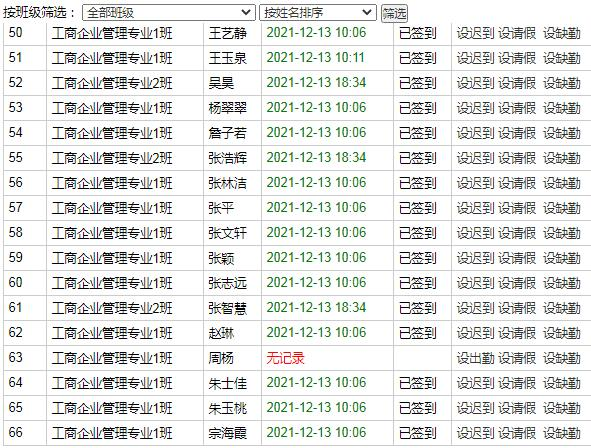 按班级筛选： 全部班级 按姓名排序 筛选
50 工商企业管理专业1班 王艺静 2021-12-13 10:06 已签到 设迟到 设请假 设缺勤
51 工商企业管理专业1班 王玉泉 2021-12-13 10:11 已签到 设迟到 设请假 设缺勤
52 工商企业管理专业2班 吴昊 2021-12-13 18:34 已签到 设迟到 设请假 设缺勤
53 工商企业管理专业1班 杨翠翠 2021-12-13 10:06 已签到 设迟到 设请假 设缺勤
54 工商企业管理专业1班 詹子若 2021-12-13 10:06 已签到 设迟到 设请假 设缺勤
55 工商企业管理专业2班 张浩辉 2021-12-13 18:34 已签到 设迟到 设请假 设缺勤
56 工商企业管理专业1班 张林洁 2021-12-13 10:06 已签到 设迟到 设请假 设缺勤
57 工商企业管理专业1班 张平 2021-12-13 10:06 已签到 设迟到 设请假 设缺勤
58 工商企业管理专业1班 张文轩 2021-12-13 10:06 已签到 设迟到 设请假 设缺勤
59 工商企业管理专业1班 张颖 2021-12-13 10:06 已签到 设迟到 设请假 设缺勤
60 工商企业管理专业1班 张志远 2021-12-13 10:06 已签到 设迟到 设请假 设缺勤
61 工商企业管理专业2班 张智慧 2021-12-13 18:34 已签到 设迟到 设请假 设缺勤
62 工商企业管理专业1班 赵琳 2021-12-13 10:06 已签到 设迟到 设请假 设缺勤
63 工商企业管理专业1班 周杨 无记录 设出勤 设请假 设缺勤
64 工商企业管理专业1班 朱士佳 2021-12-13 10:06 已签到 设迟到 设请假 设缺勤
65 工商企业管理专业1班 朱玉桃 2021-12-13 10:06 已签到 设迟到 设请假 设缺勤
66 工商企业管理专业1班 宗海霞 2021-12-13 10:06 已签到 设迟到 设请假 设缺勤